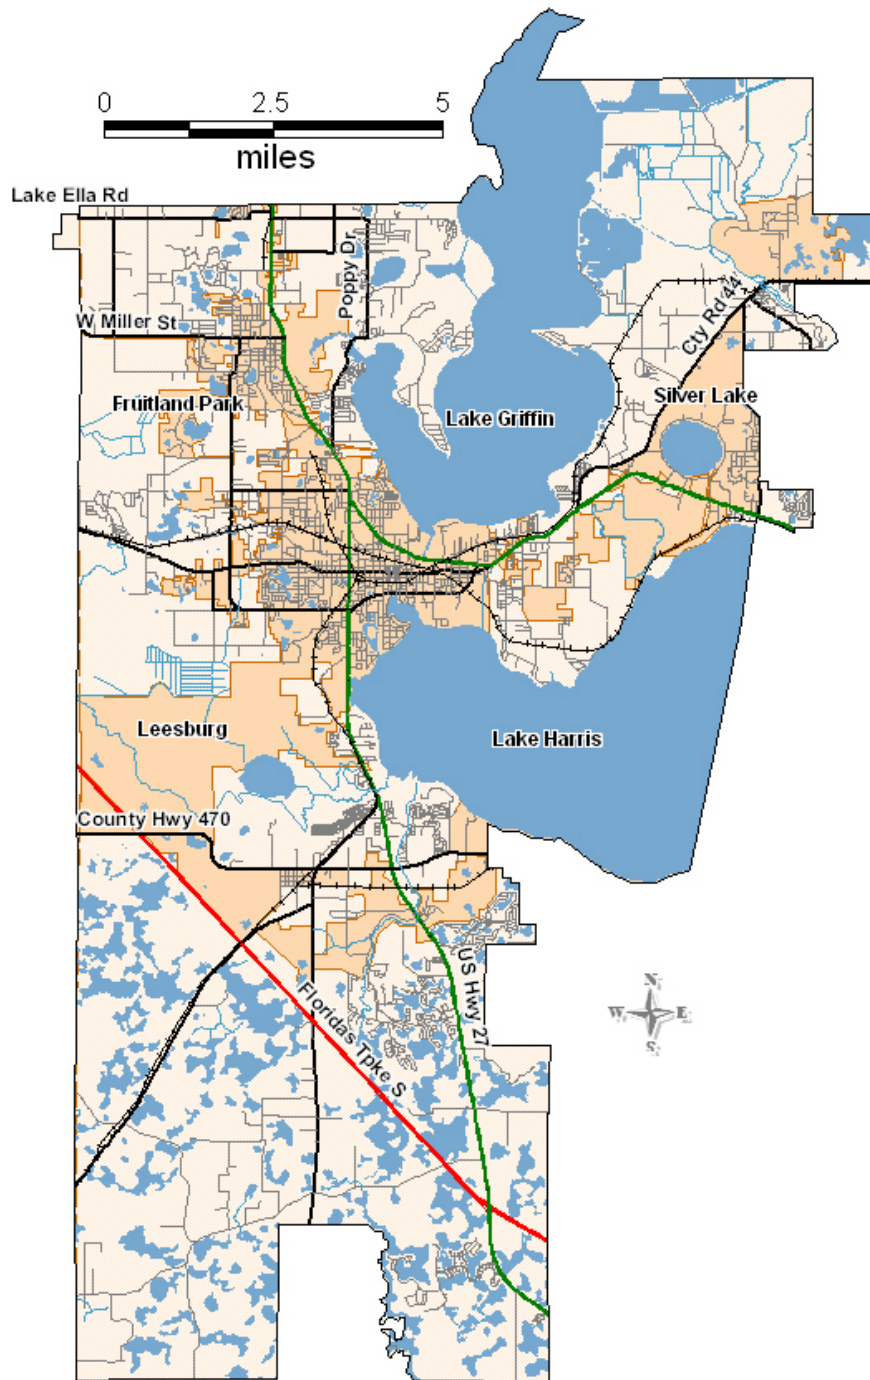 0 2.5 5
miles
Lake Ella Rd
Poppy Dr
W Miller St
Cty Rd 44
Fruitland Park
Silver Lake
Lake Griffin
Leesburg
Lake Harris
County Hwy 470
US Hwy 27
Floridas Tpke S
N
W E
S